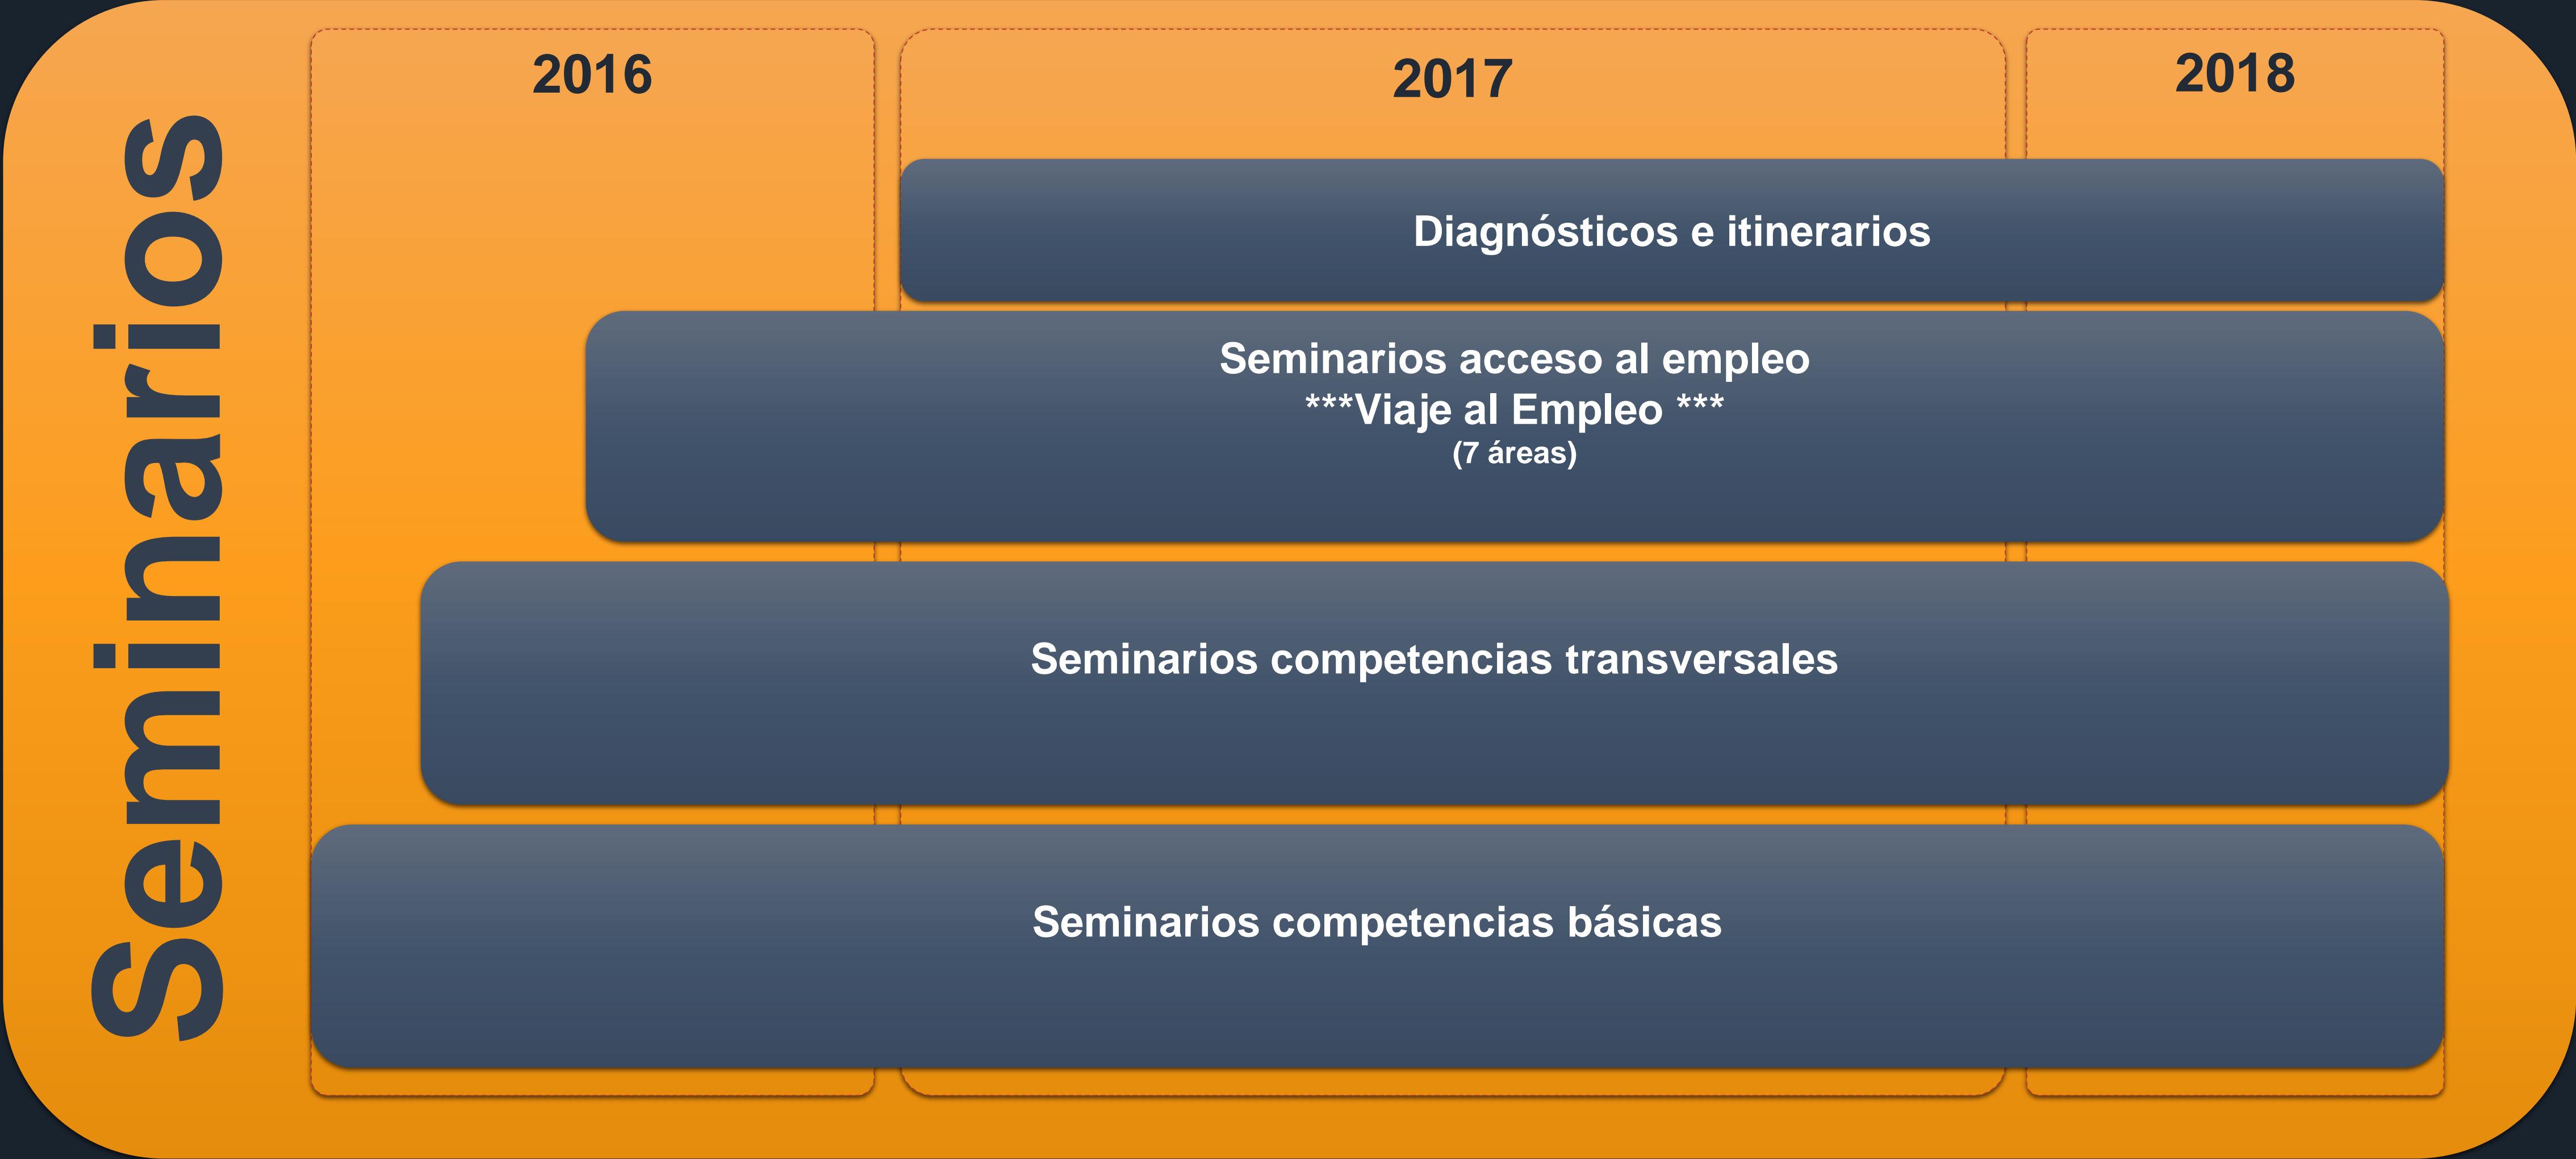 Seminarios
2016
2017
2018
Diagnósticos e itinerarios
Seminarios acceso al empleo
***Viaje al Empleo ***
(7 áreas)
Seminarios competencias transversales
Seminarios competencias básicas